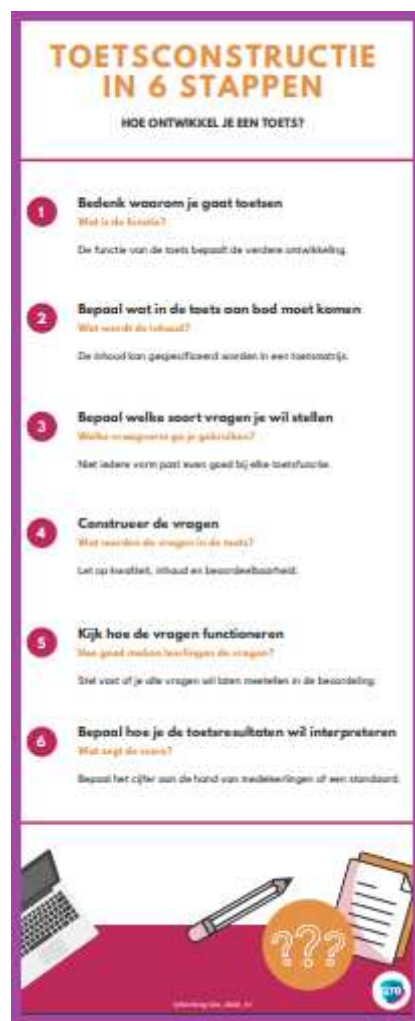 TOETSCONSTRUCTIE
IN 6 STAPPEN
HOE ONTWIKKEL JE EEN TOETS?
1
Bedenk waarom je gaat toetsen
Wat is de functie?
De functie van de toets bepaalt de verdere ontwikkeling.
2
Bepaal wat in de toets aan bod moet komen
Wat wordt de inhoud?
De inhoud kan gespecificeerd worden in een toetsmatrijs.
3
Bepaal welke soort vragen je wil stellen
Welke vraagvorm ga je gebruiken?
Niet iedere vorm past even goed bij elke toetsfunctie.
4
Construeer de vragen
Wat worden de vragen in de toets?
Let op kwaliteit, inhoud en beoordeelbaarheid.
5
Kijk hoe de vragen functioneren
Hoe goed maken leerlingen de vragen?
Stel vast of je alle vragen wil laten meetellen in de beoordeling.
6
Bepaal hoe je de toetsresultaten wil interpreteren
Wat zegt de score?
Bepaal het cijfer aan de hand van medeleerlingen of een standaard.
???